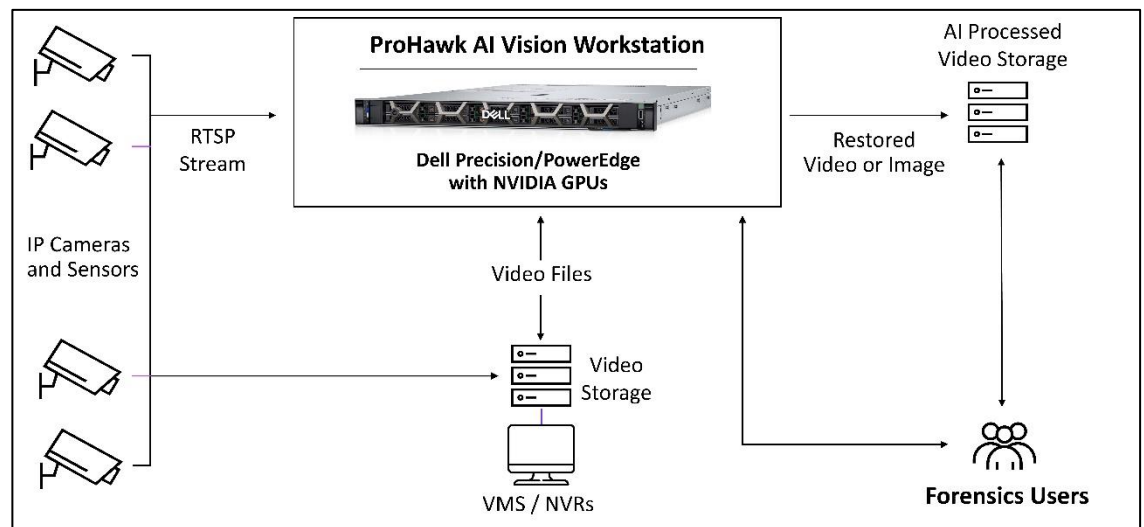 ProHawk AI Vision Workstation
DELL
Dell Precision/PowerEdge
with NVIDIA GPUs
RTSP
Stream
IP Cameras
and Sensors
AI Processed
Video Storage
Restored
Video or Image
Video Files
Video
Storage
VMS / NVRs
Forensics Users